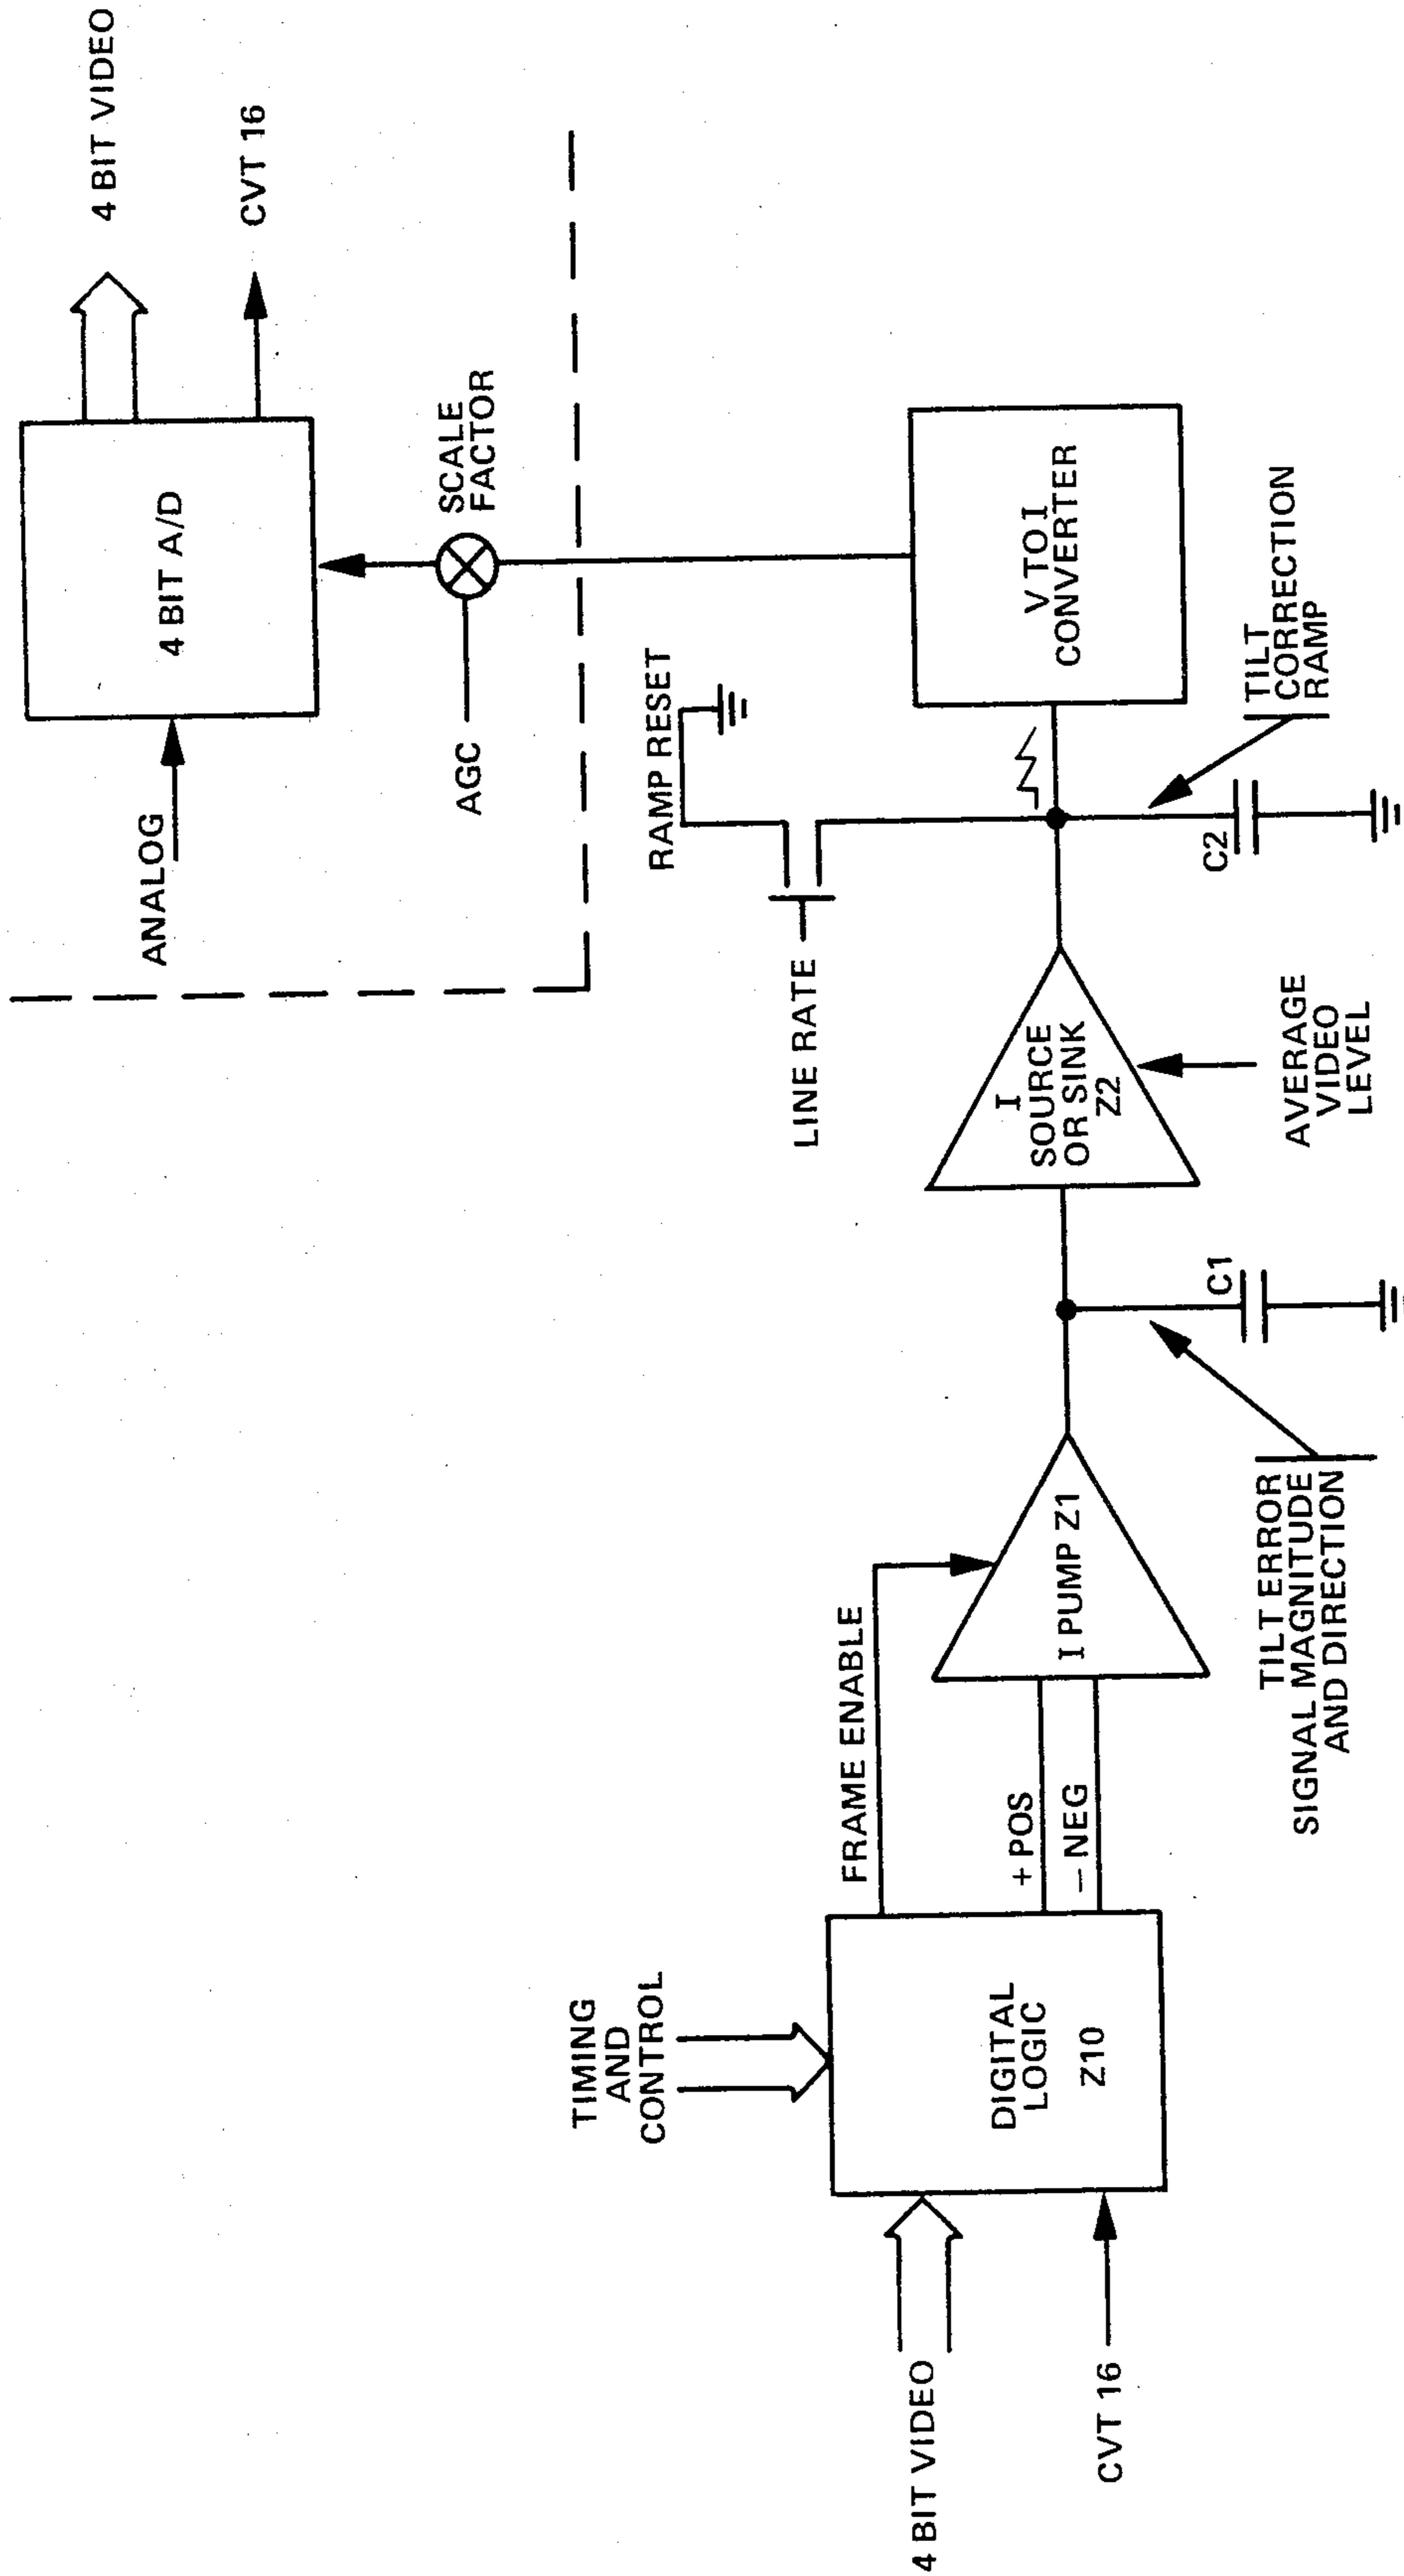 4 BIT VIDEO
CVT 16
TIMING
AND
CONTROL
DIGITAL
LOGIC
Z10
FRAME ENABLE
+ POS
− NEG
I PUMP Z1
TILT ERROR
SIGNAL MAGNITUDE
AND DIRECTION
C1
I
SOURCE
OR SINK
Z2
AVERAGE
VIDEO
LEVEL
LINE RATE
RAMP RESET
C2
TILT
CORRECTION
RAMP
V TO I
CONVERTER
ANALOG
4 BIT A/D
AGC
SCALE
FACTOR
4 BIT VIDEO
CVT 16